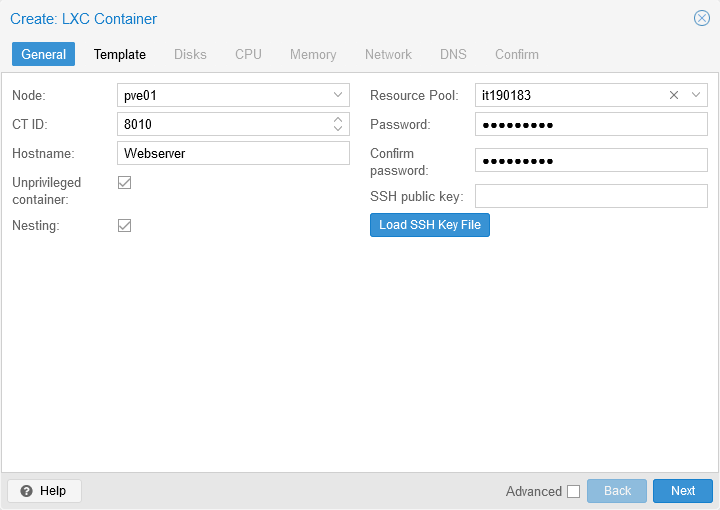 Create: LXC Container
General Template Disks CPU Memory Network DNS Confirm
Node: pve01
CT ID: 8010
Hostname: Webserver
Unprivileged
container:
Nesting:
Resource Pool: it190183
Password: ●●●●●●●●●
Confirm
password: ●●●●●●●●●
SSH public key:
Load SSH Key File
Help
Advanced Back Next